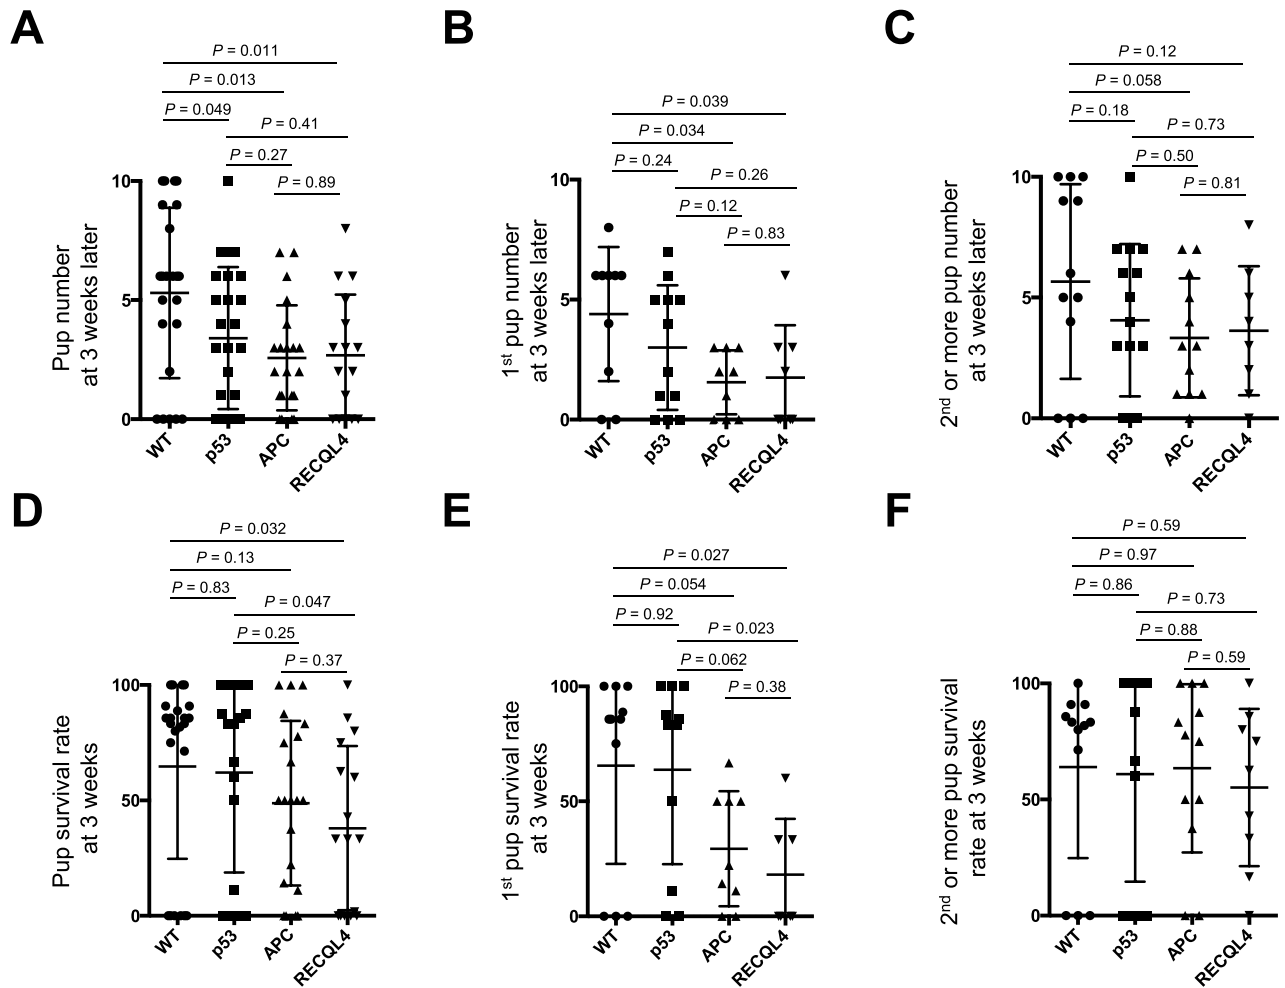 A
P = 0.011
P = 0.013
P = 0.049
P = 0.41
P = 0.27
P = 0.89
Pup number
at 3 weeks later
10
5
0
WT
p53
APC
RECQL4
B
P = 0.039
P = 0.034
P = 0.24
P = 0.26
P = 0.12
P = 0.83
1st pup number
at 3 weeks later
10
5
0
WT
p53
APC
RECQL4
C
P = 0.12
P = 0.058
P = 0.18
P = 0.73
P = 0.50
P = 0.81
2nd or more pup number
at 3 weeks later
10
5
0
WT
p53
APC
RECQL4
D
P = 0.032
P = 0.13
P = 0.83
P = 0.047
P = 0.25
P = 0.37
Pup survival rate
at 3 weeks
100
50
0
WT
p53
APC
RECQL4
E
P = 0.027
P = 0.054
P = 0.92
P = 0.023
P = 0.062
P = 0.38
1st pup survival rate
at 3 weeks
100
50
0
WT
p53
APC
RECQL4
F
P = 0.59
P = 0.97
P = 0.86
P = 0.73
P = 0.88
P = 0.59
2nd or more pup survival
rate at 3 weeks
100
50
0
WT
p53
APC
RECQL4